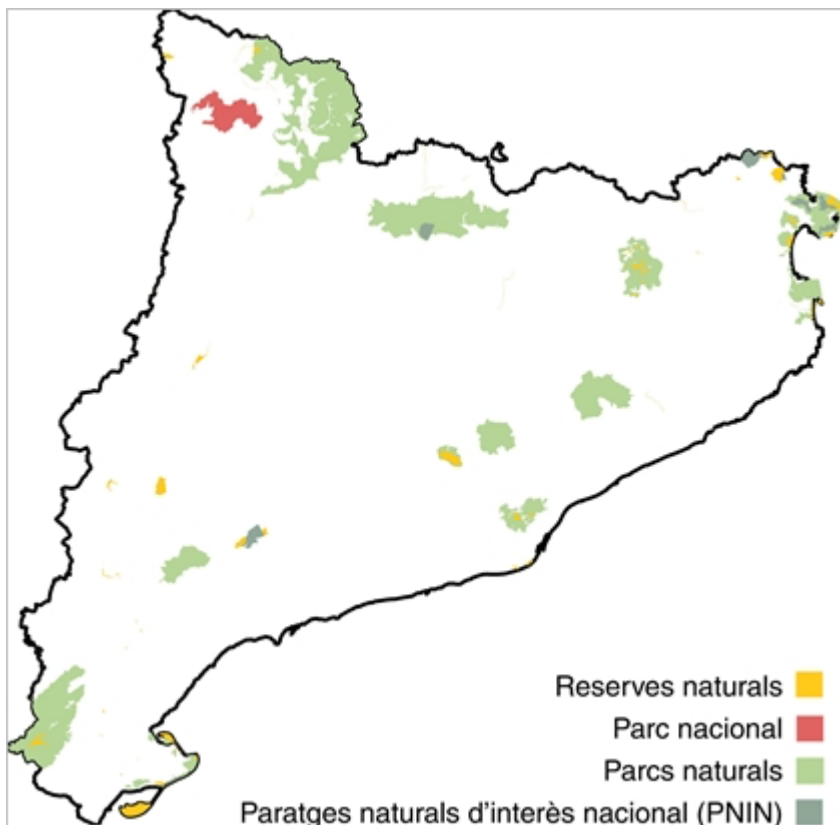 Reserves naturals
Parc nacional
Parcs naturals
Paratges naturals d'interès nacional (PNIN)